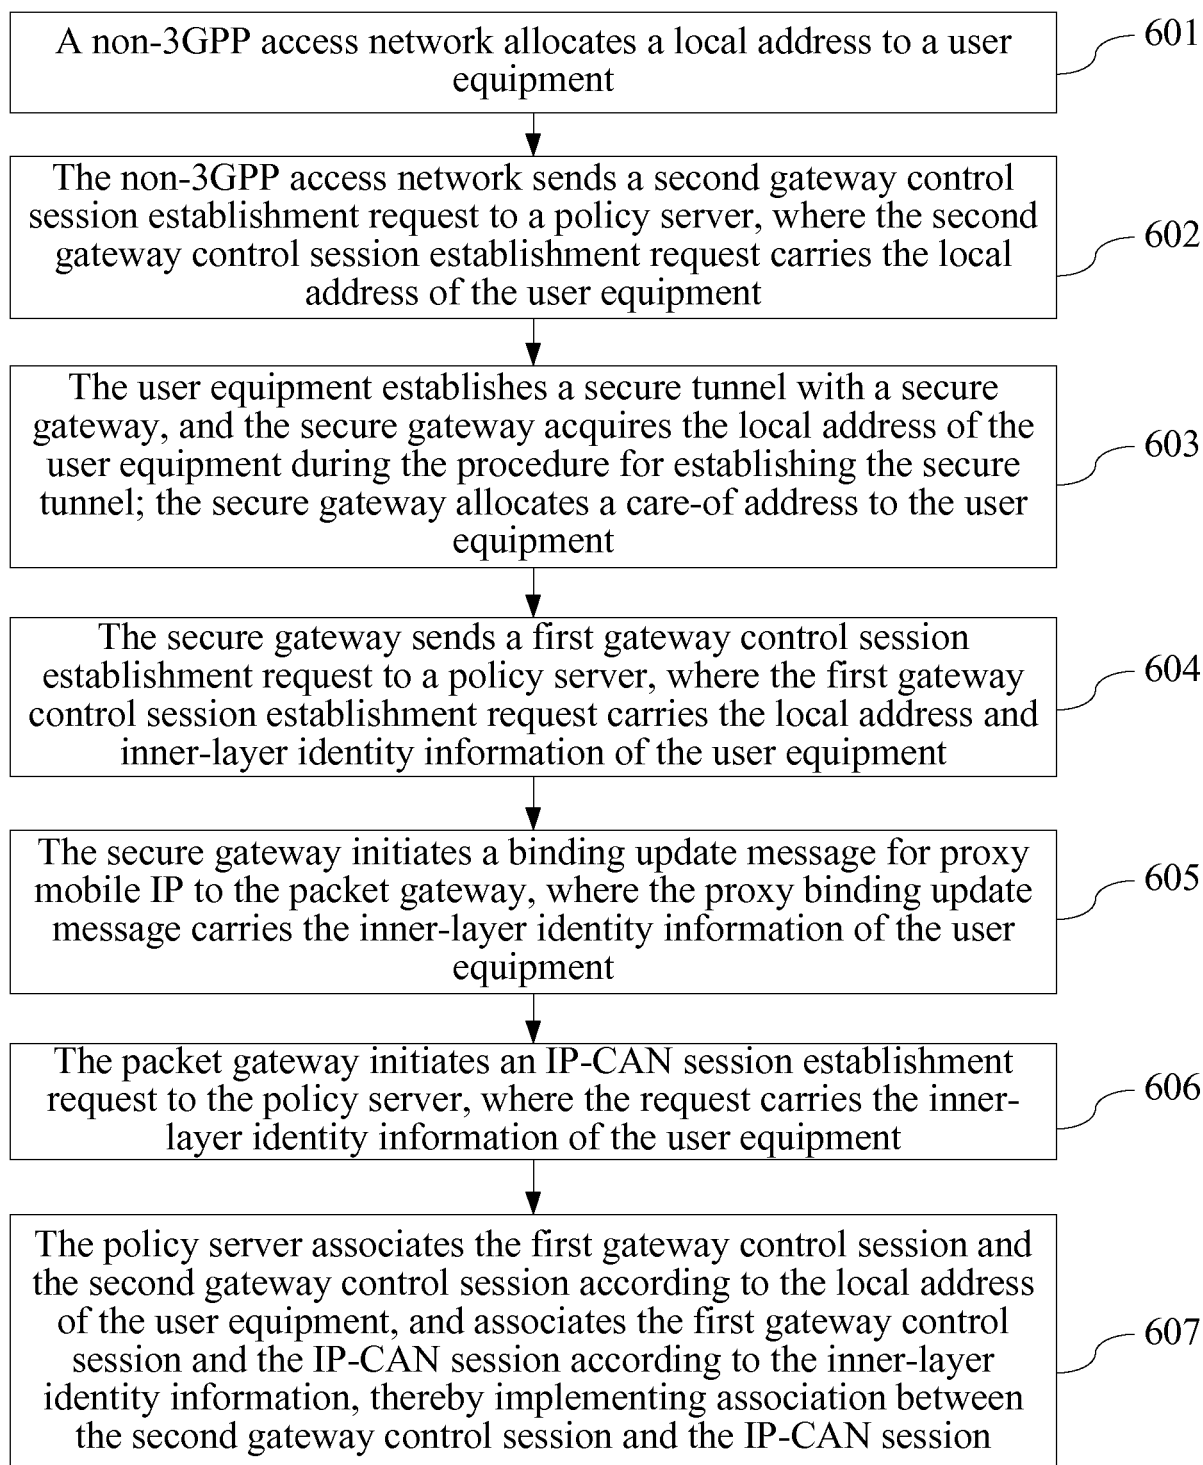 A non-3GPP access network allocates a local address to a user
equipment
601
The non-3GPP access network sends a second gateway control
session establishment request to a policy server, where the second
gateway control session establishment request carries the local
address of the user equipment
602
The user equipment establishes a secure tunnel with a secure
gateway, and the secure gateway acquires the local address of the
user equipment during the procedure for establishing the secure
tunnel; the secure gateway allocates a care-of address to the user
equipment
603
The secure gateway sends a first gateway control session
establishment request to a policy server, where the first gateway
control session establishment request carries the local address and
inner-layer identity information of the user equipment
604
The secure gateway initiates a binding update message for proxy
mobile IP to the packet gateway, where the proxy binding update
message carries the inner-layer identity information of the user
equipment
605
The packet gateway initiates an IP-CAN session establishment
request to the policy server, where the request carries the inner-
layer identity information of the user equipment
606
The policy server associates the first gateway control session and
the second gateway control session according to the local address
of the user equipment, and associates the first gateway control
session and the IP-CAN session according to the inner-layer
identity information, thereby implementing association between
the second gateway control session and the IP-CAN session
607